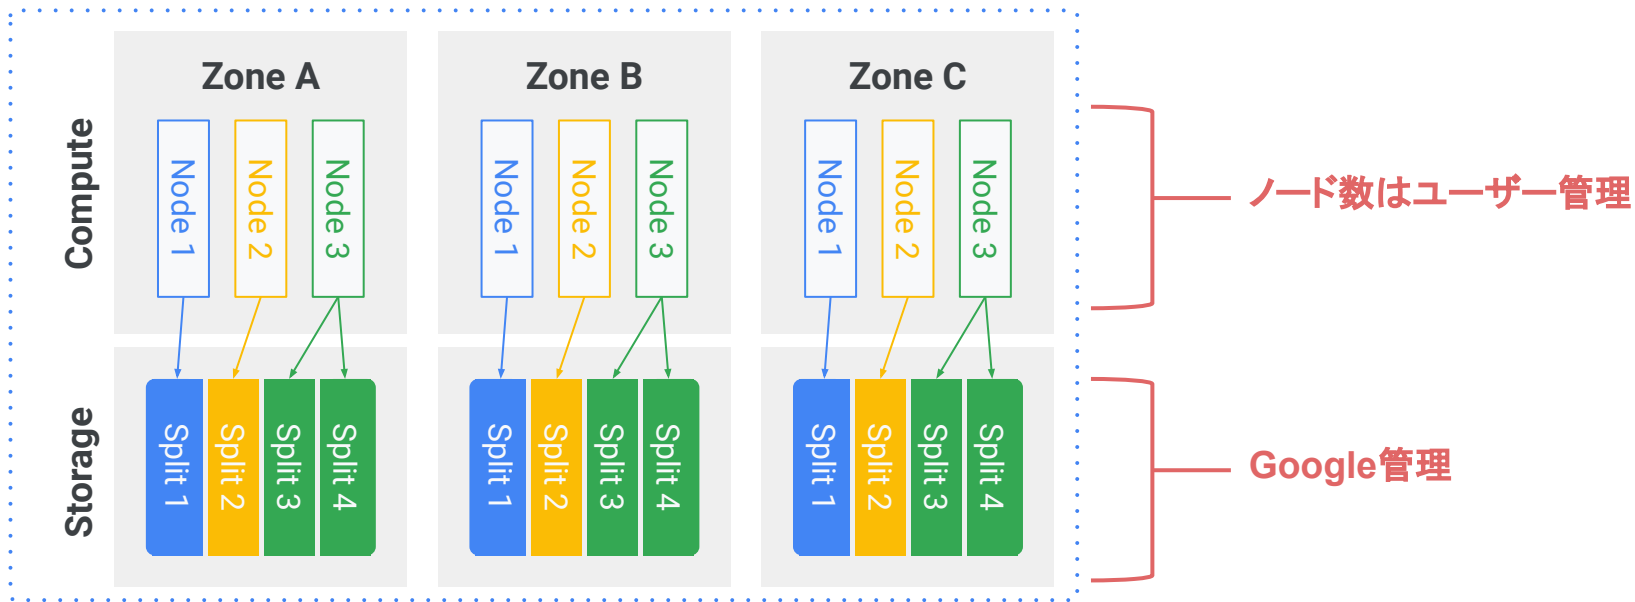 Zone A
Zone B
Zone C
Compute
Node 1
Node 2
Node 3
Node 1
Node 2
Node 3
Node 1
Node 2
Node 3
ノード数はユーザー管理
Storage
Split 1
Split 2
Split 3
Split 4
Split 1
Split 2
Split 3
Split 4
Split 1
Split 2
Split 3
Split 4
Google管理